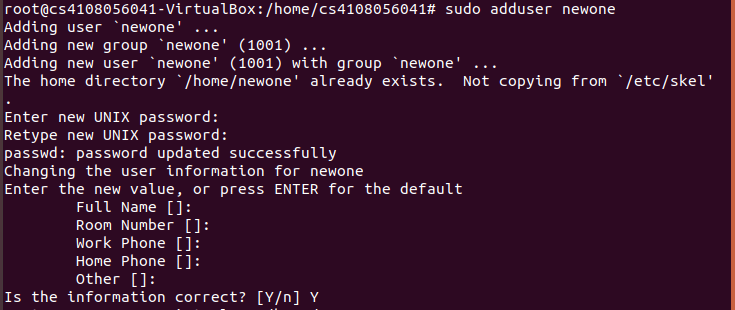 root@cs4108056041-VirtualBox:/home/cs4108056041# sudo adduser newone
Adding user `newone' ...
Adding new group `newone' (1001) ...
Adding new user `newone' (1001) with group `newone' ...
The home directory `/home/newone' already exists.  Not copying from `/etc/skel'
.
Enter new UNIX password:
Retype new UNIX password:
passwd: password updated successfully
Changing the user information for newone
Enter the new value, or press ENTER for the default
        Full Name []:
        Room Number []:
        Work Phone []:
        Home Phone []:
        Other []:
Is the information correct? [Y/n] Y